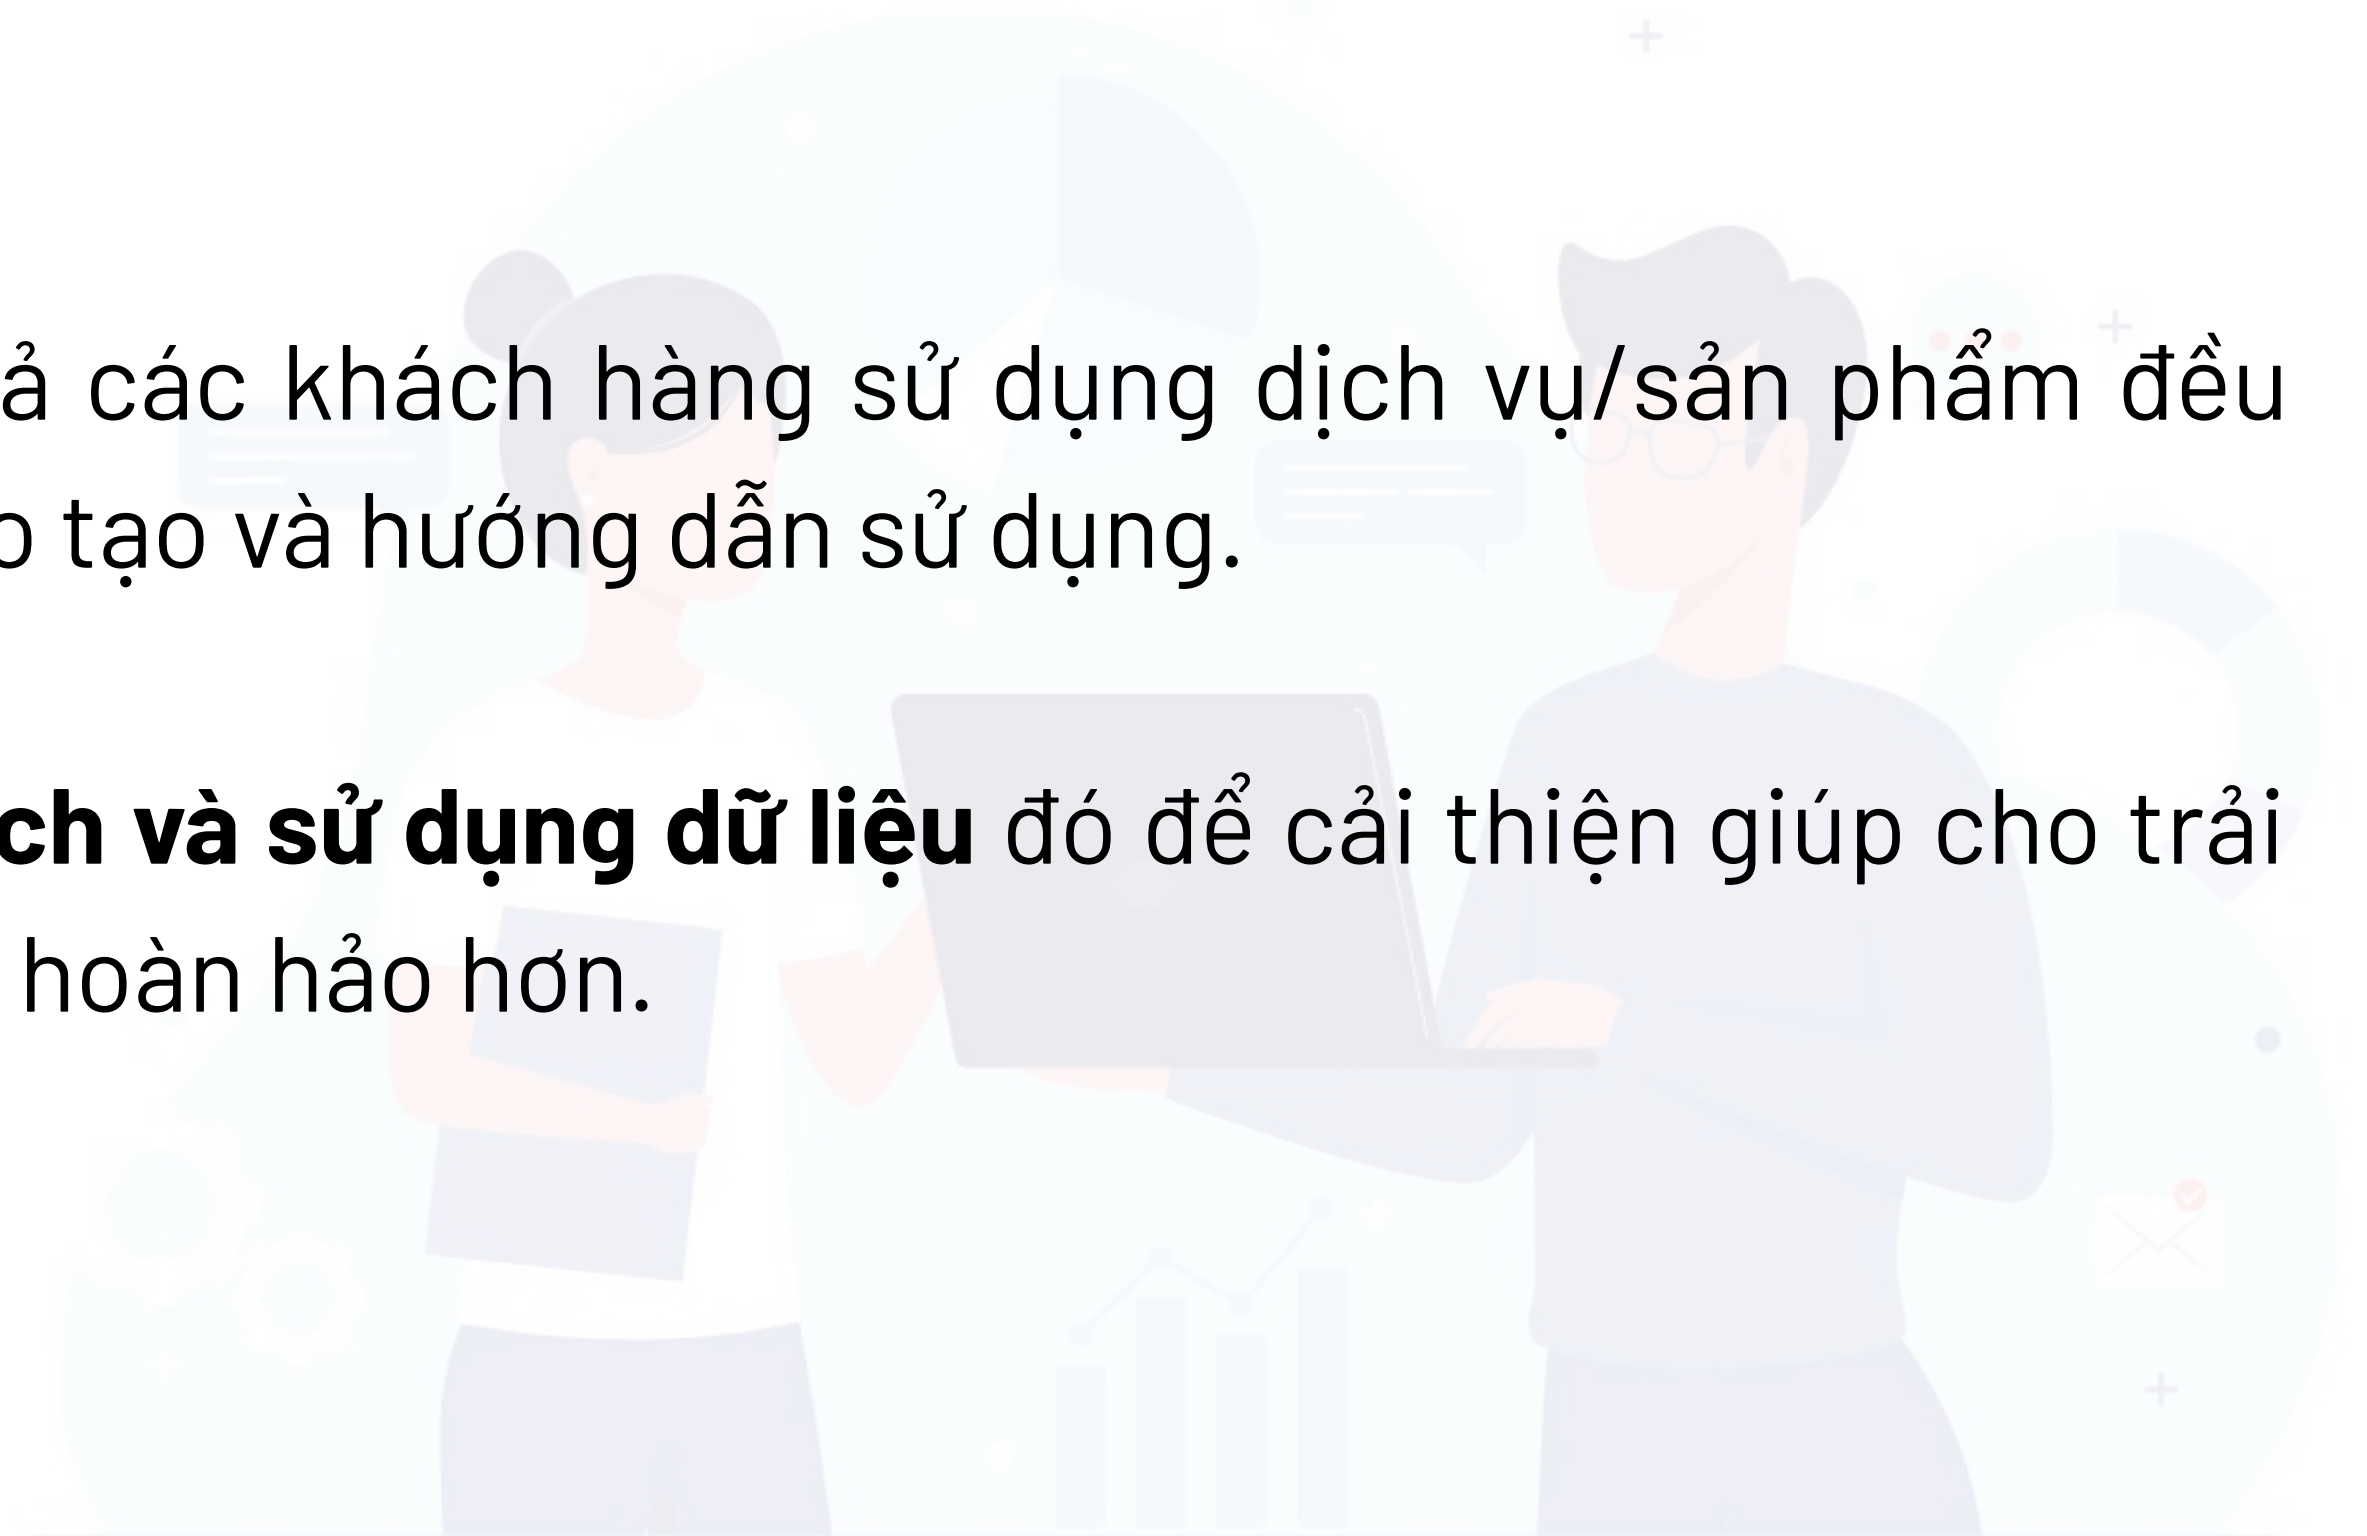 ả các khách hàng sử dụng dịch vụ/sản phẩm đều
o tạo và hướng dẫn sử dụng.
ch và sử dụng dữ liệu đó để cải thiện giúp cho trải
hoàn hảo hơn.